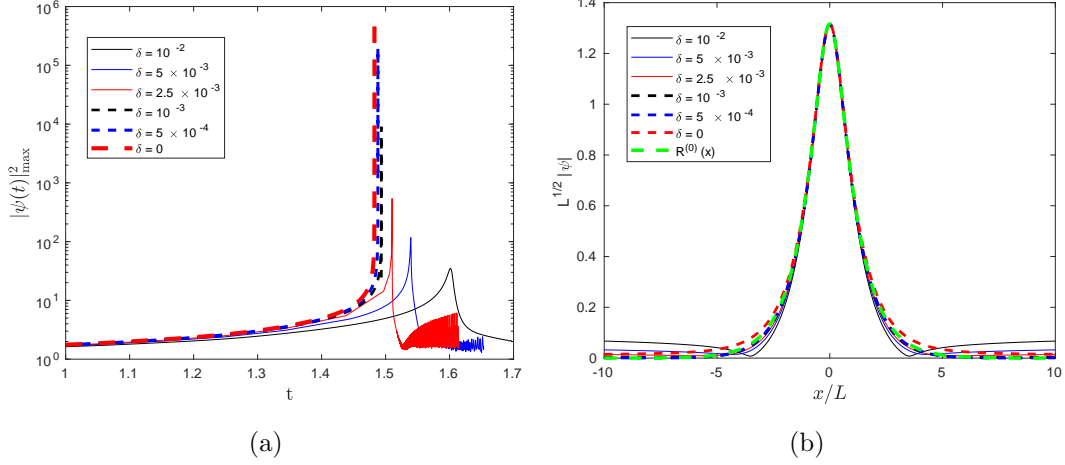 10^6
10^5
10^4
10^3
10^2
10^1
10^0
|ψ(t)|^2_max
1 1.1 1.2 1.3 1.4 1.5 1.6 1.7
t
δ = 10^-2
δ = 5 × 10^-3
δ = 2.5 × 10^-3
δ = 10^-3
δ = 5 × 10^-4
δ = 0
(a)
1.4
1.2
1
0.8
0.6
0.4
0.2
0
L^1/2 |ψ|
-10 -5 0 5 10
x/L
δ = 10^-2
δ = 5 × 10^-3
δ = 2.5 × 10^-3
δ = 10^-3
δ = 5 × 10^-4
δ = 0
R^(0) (x)
(b)